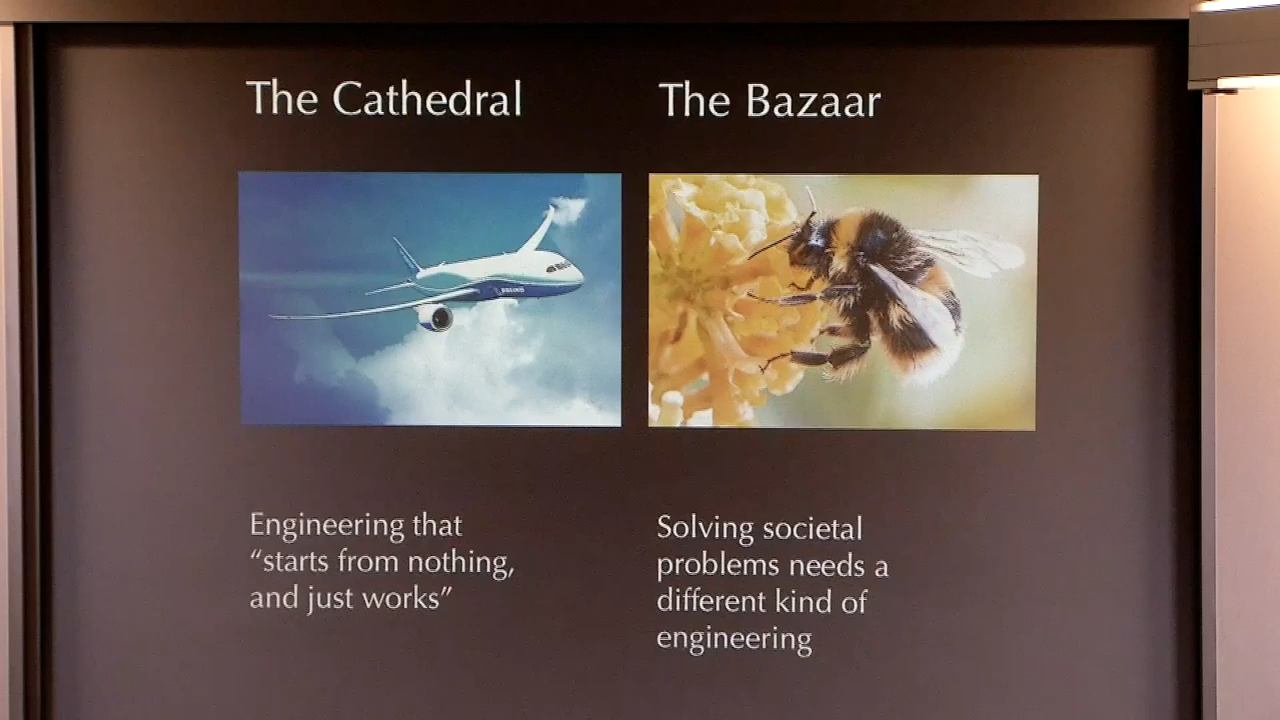 The Cathedral
The Bazaar
BOEING
Engineering that
“starts from nothing,
and just works”
Solving societal
problems needs a
different kind of
engineering